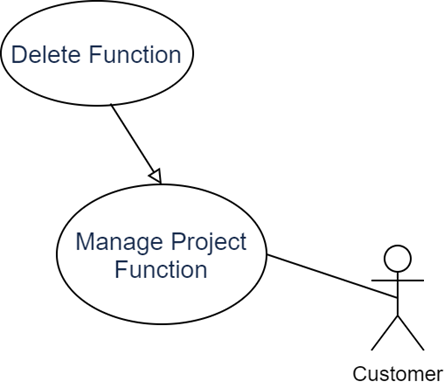 Delete Function
Manage Project
Function
Customer